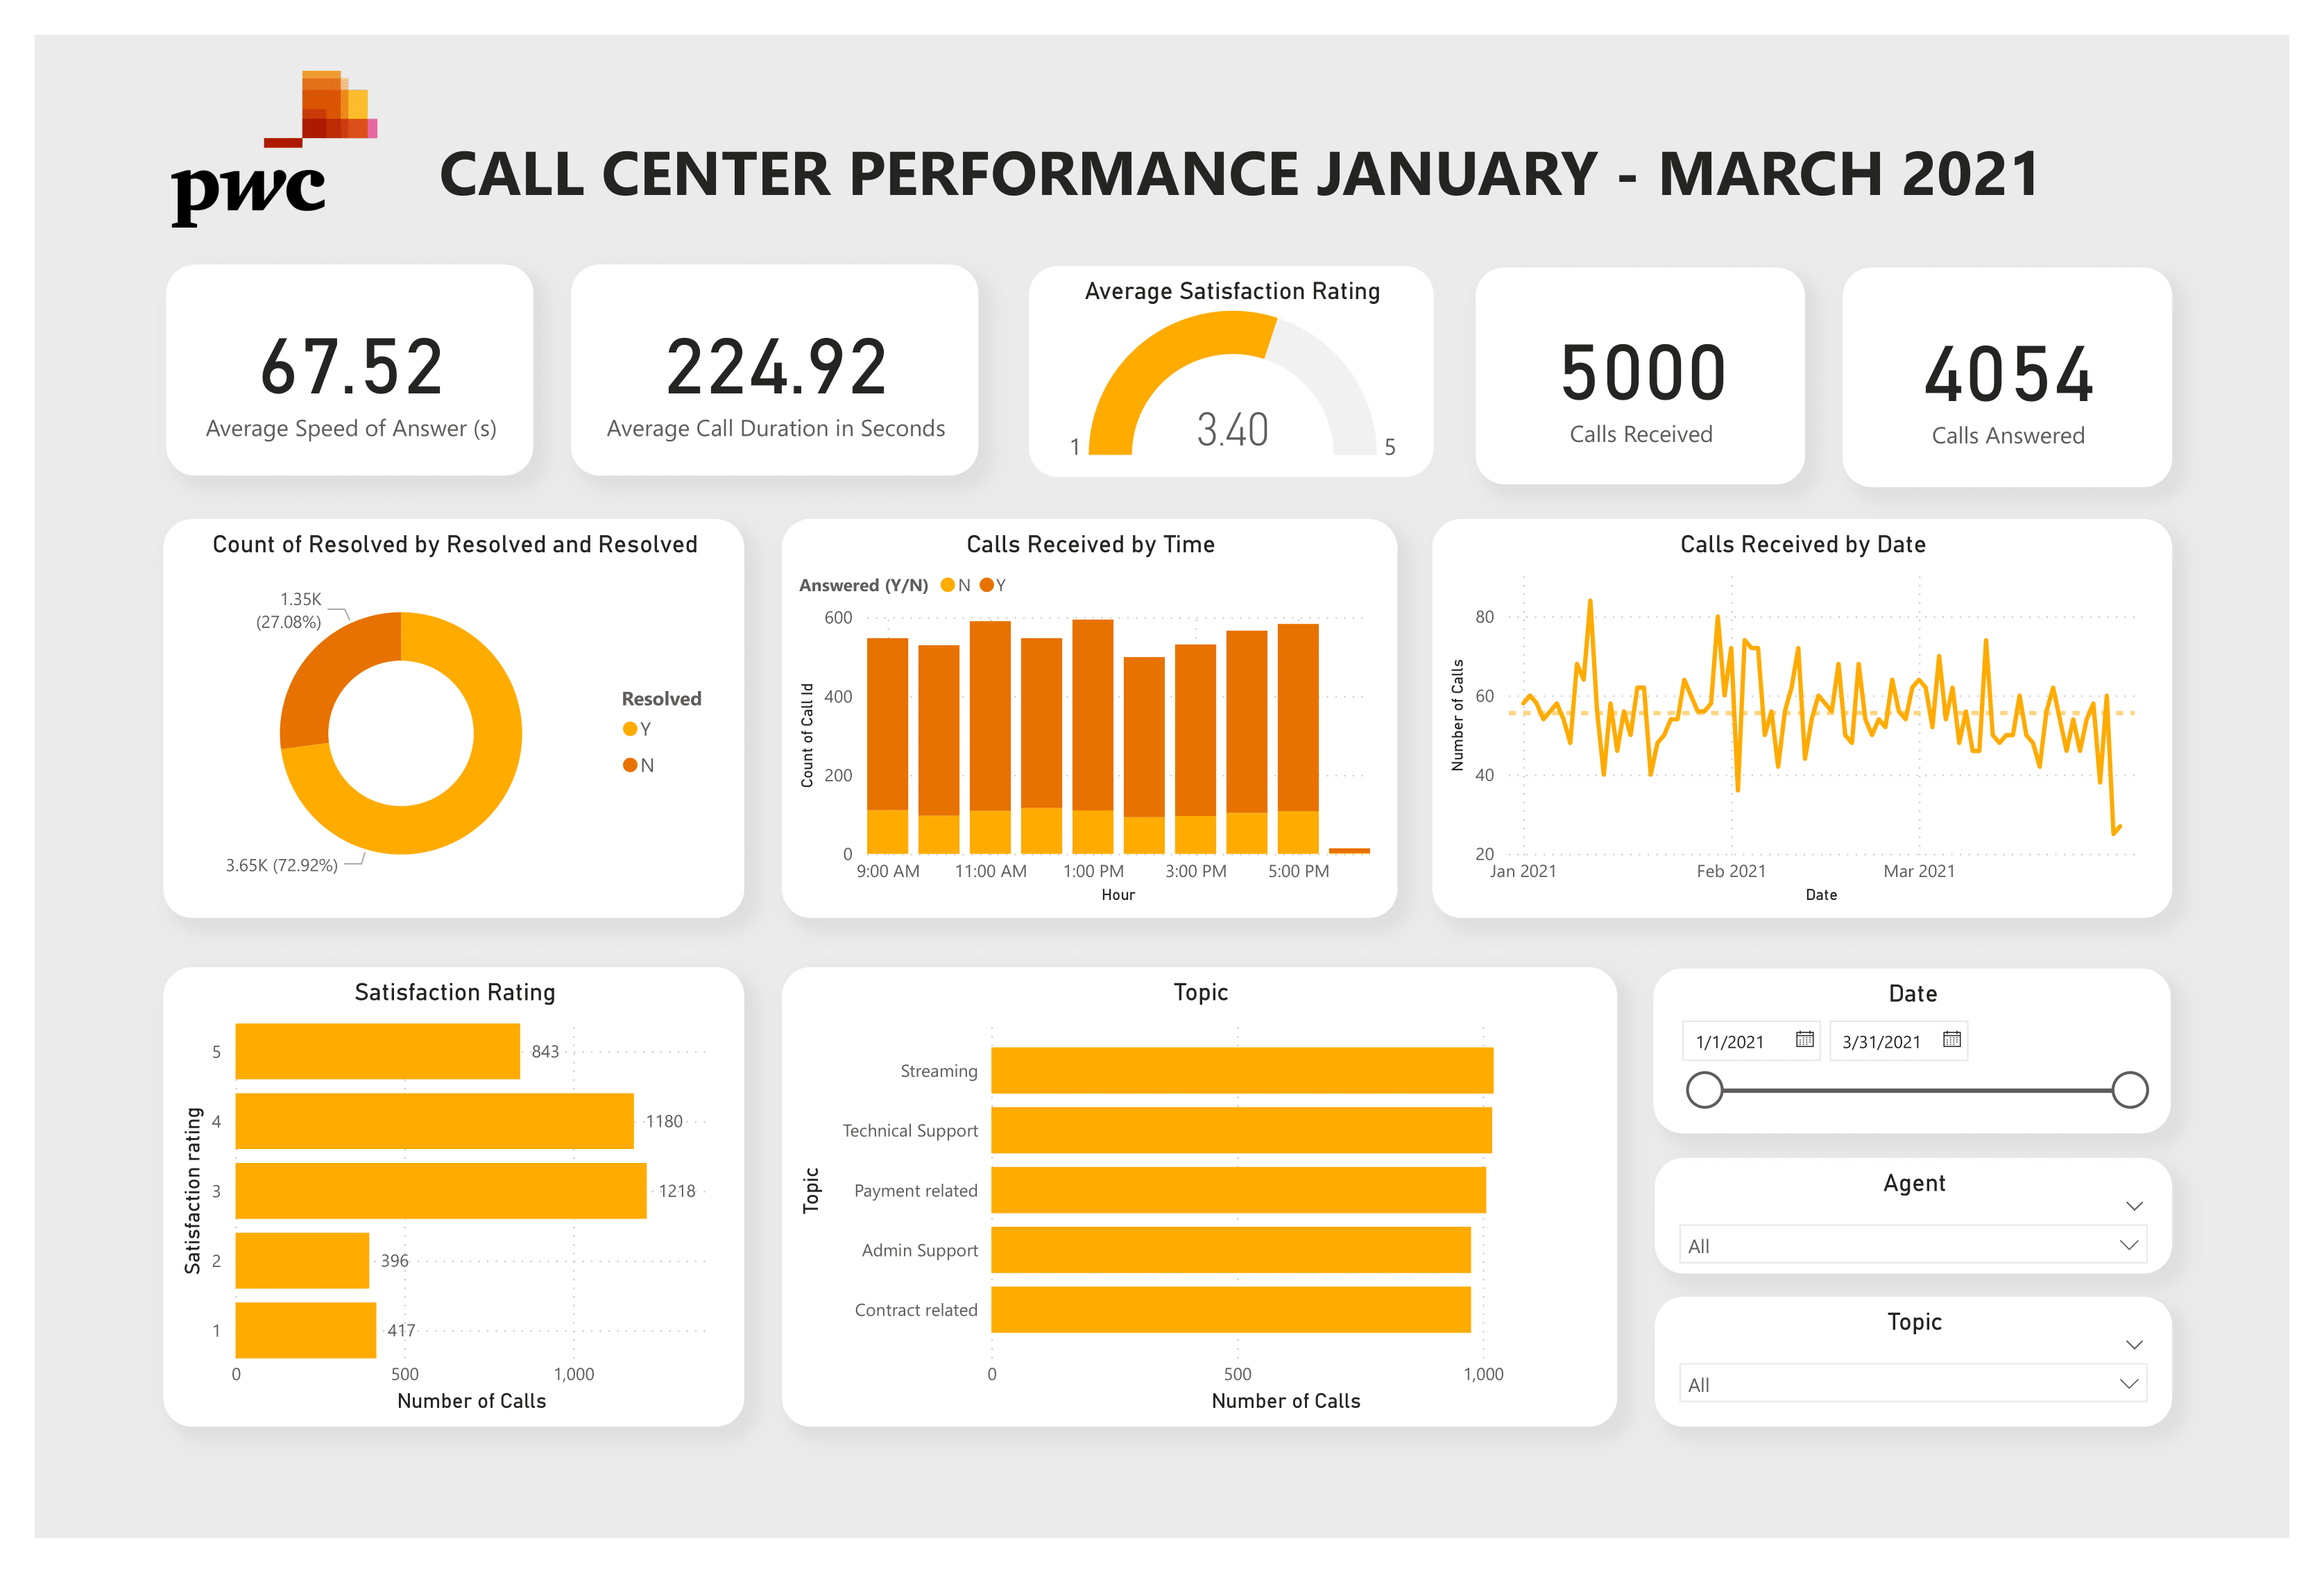 pwc
CALL CENTER PERFORMANCE JANUARY - MARCH 2021
67.52
Average Speed of Answer (s)
224.92
Average Call Duration in Seconds
Average Satisfaction Rating
3.40
1
5
5000
Calls Received
4054
Calls Answered
Count of Resolved by Resolved and Resolved
1.35K
(27.08%)
3.65K (72.92%)
Resolved
Y
N
Calls Received by Time
Answered (Y/N) N Y
Count of Call Id
600
400
200
0
9:00 AM 11:00 AM 1:00 PM 3:00 PM 5:00 PM
Hour
Calls Received by Date
Number of Calls
80
60
40
20
Jan 2021 Feb 2021 Mar 2021
Date
Satisfaction Rating
Satisfaction rating
5 843
4 1180
3 1218
2 396
1 417
0 500 1,000
Number of Calls
Topic
Topic
Streaming
Technical Support
Payment related
Admin Support
Contract related
0 500 1,000
Number of Calls
Date
1/1/2021 3/31/2021
Agent
All
Topic
All